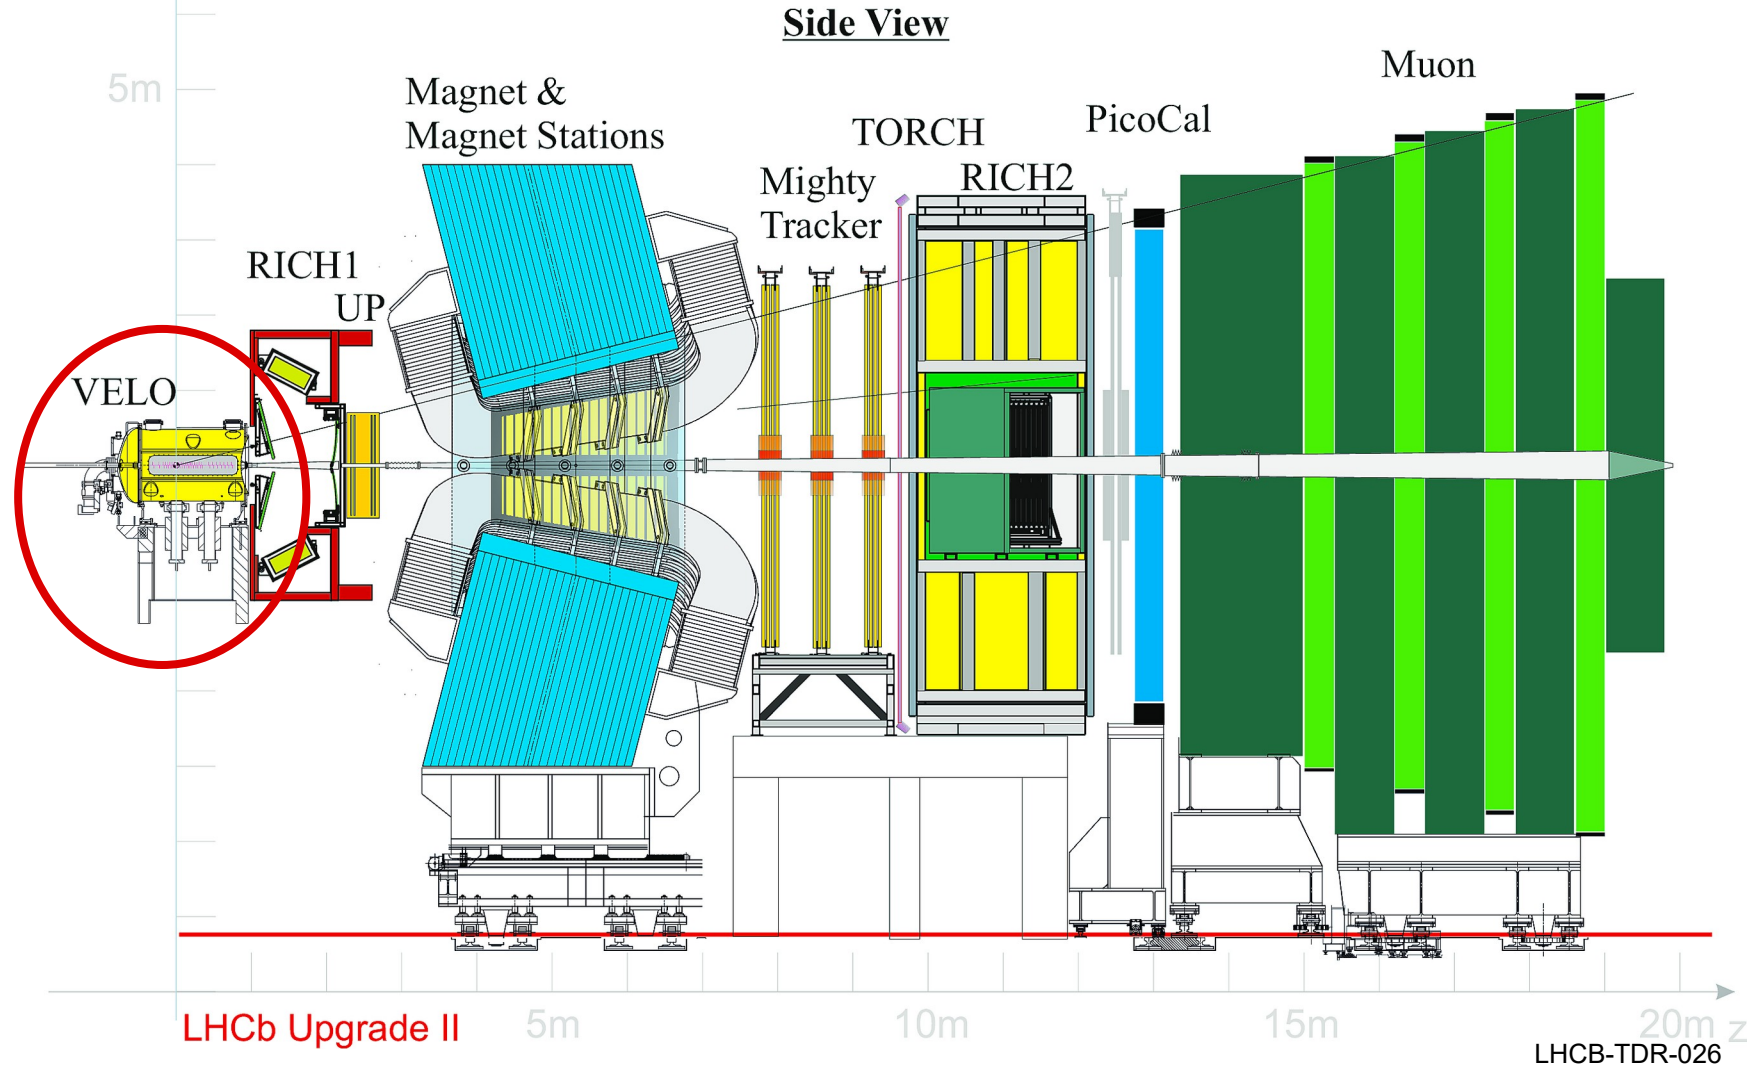 Side View
5m
Muon
Magnet &
Magnet Stations
PicoCal
TORCH
RICH2
Mighty
Tracker
RICH1
UP
VELO
LHCb Upgrade II
5m
10m
15m
20m
z
LHCB-TDR-026